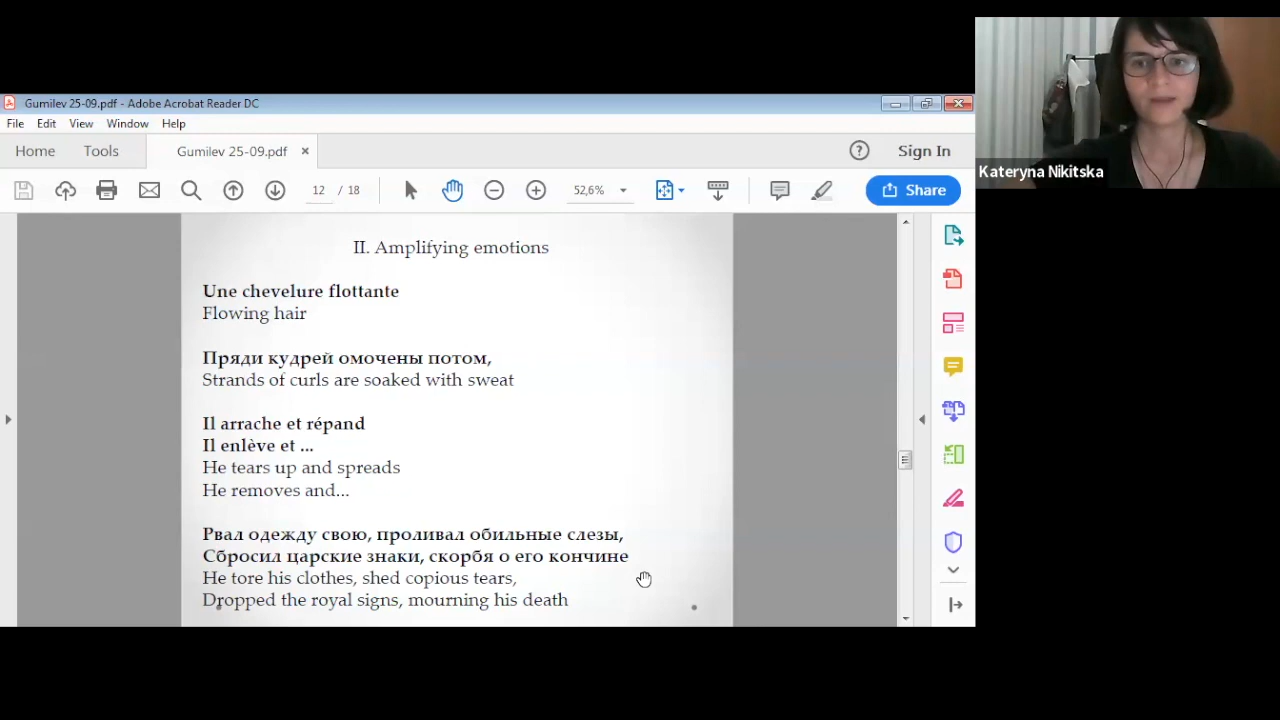 Gumilev 25-09.pdf - Adobe Acrobat Reader DC
File Edit View Window Help
Home Tools Gumilev 25-09.pdf × Sign In
12 / 18 52,6% Share
Kateryna Nikitska
II. Amplifying emotions
Une chevelure flottante
Flowing hair
Пряди кудрей омочены потом,
Strands of curls are soaked with sweat
Il arrache et répand
Il enlève et ...
He tears up and spreads
He removes and...
Рвал одежду свою, проливал обильные слезы,
Сбросил царские знаки, скорбя о его кончине
He tore his clothes, shed copious tears,
Dropped the royal signs, mourning his death